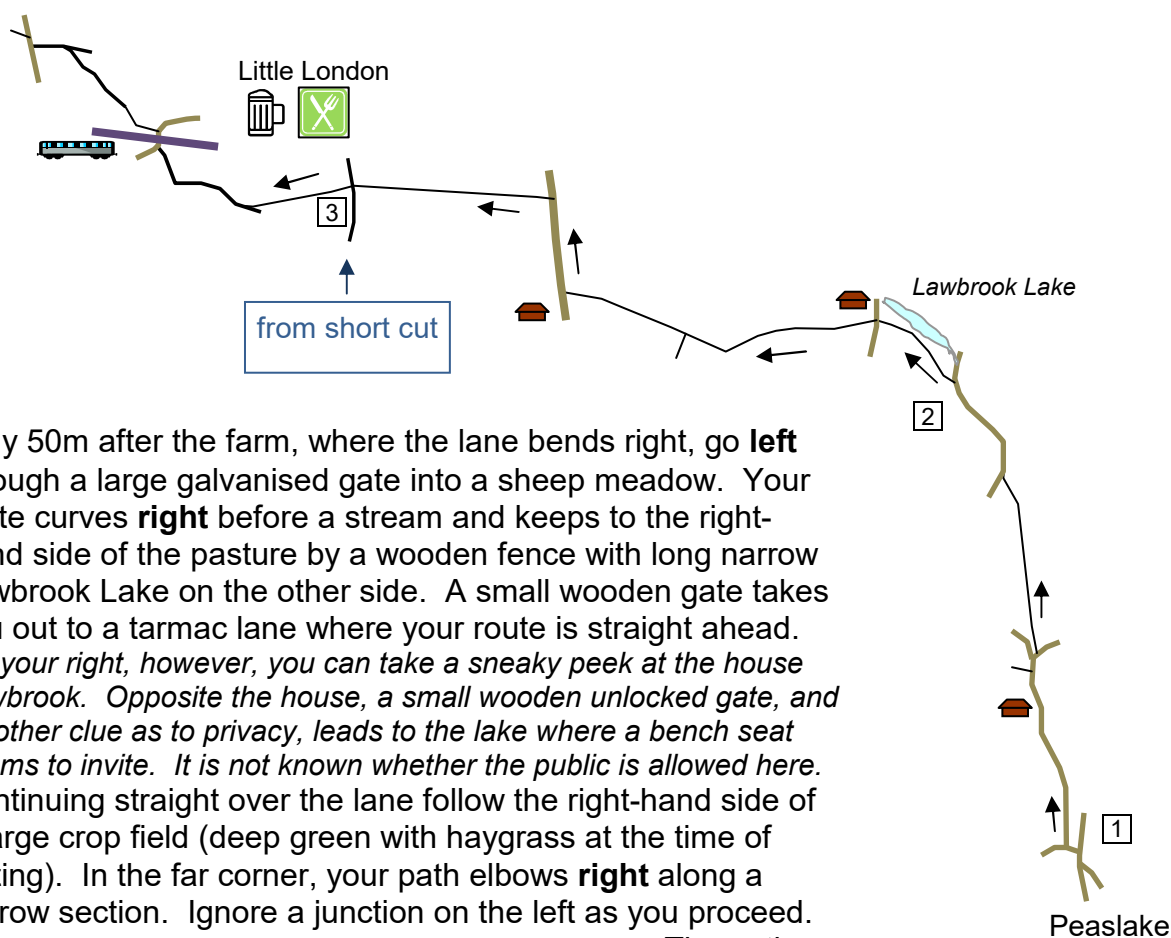 Little London
3
Lawbrook Lake
from short cut
2
y 50m after the farm, where the lane bends right, go left
ough a large galvanised gate into a sheep meadow. Your
te curves right before a stream and keeps to the right-
nd side of the pasture by a wooden fence with long narrow
wbrook Lake on the other side. A small wooden gate takes
u out to a tarmac lane where your route is straight ahead.
your right, however, you can take a sneaky peek at the house
wbrook. Opposite the house, a small wooden unlocked gate, and
other clue as to privacy, leads to the lake where a bench seat
ms to invite. It is not known whether the public is allowed here.
ntinuing straight over the lane follow the right-hand side of
arge crop field (deep green with haygrass at the time of
ting). In the far corner, your path elbows right along a
row section. Ignore a junction on the left as you proceed.
1
Peaslake